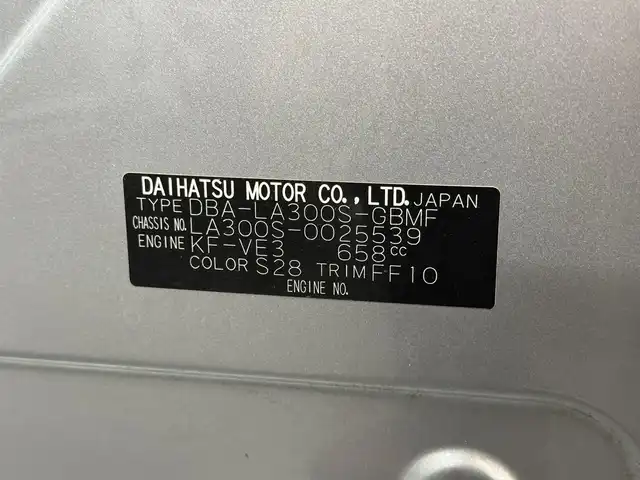 DAIHATSU MOTOR CO., LTD. JAPAN
TYPE DBA-LA300S-GBMF
CHASSIS NO. LA300S-0025539
ENGINE KF-VE3 658cc
COLOR S28 TRIM FF10
ENGINE NO.